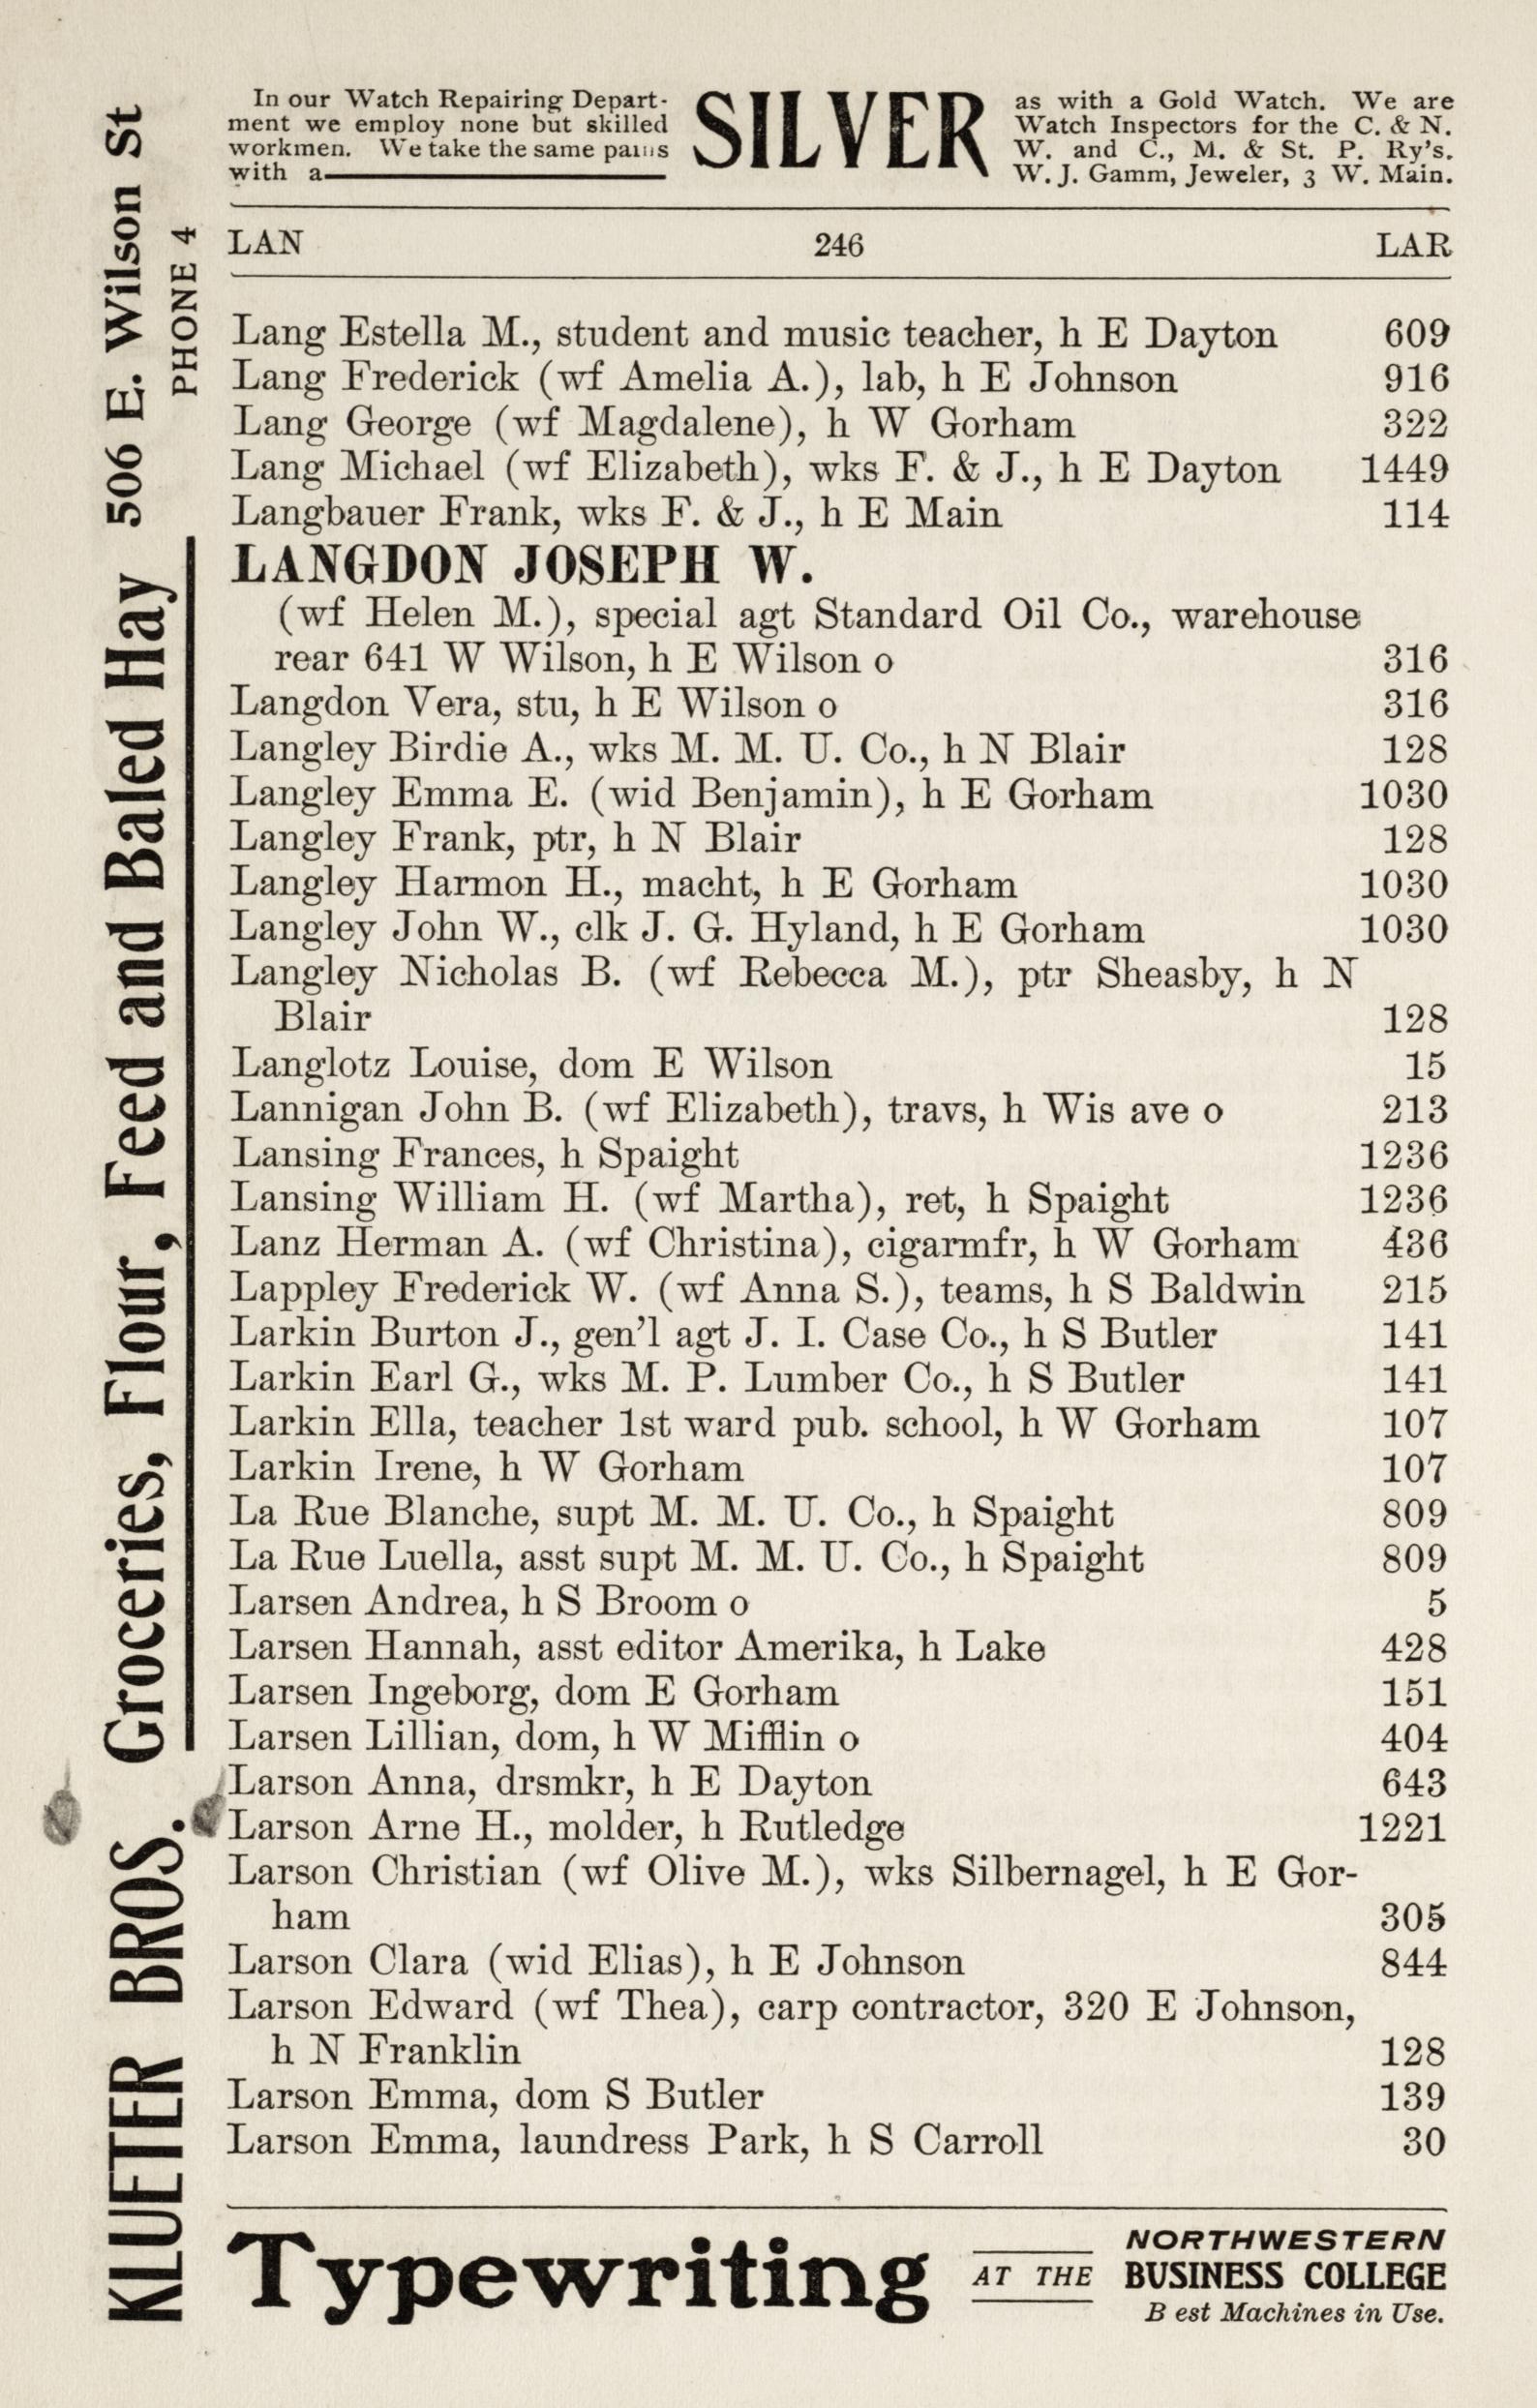 In our Watch Repairing Depart-
ment we employ none but skilled
workmen. We take the same pains
with a
SILVER
as with a Gold Watch. We are
Watch Inspectors for the C. & N.
W. and C., M. & St. P. Ry's.
W. J. Gamm, Jeweler, 3 W. Main.
LAN 246 LAR
Lang Estella M., student and music teacher, h E Dayton 609
Lang Frederick (wf Amelia A.), lab, h E Johnson 916
Lang George (wf Magdalene), h W Gorham 322
Lang Michael (wf Elizabeth), wks F. & J., h E Dayton 1449
Langbauer Frank, wks F. & J., h E Main 114
LANGDON JOSEPH W.
(wf Helen M.), special agt Standard Oil Co., warehouse
rear 641 W Wilson, h E Wilson o 316
Langdon Vera, stu, h E Wilson o 316
Langley Birdie A., wks M. M. U. Co., h N Blair 128
Langley Emma E. (wid Benjamin), h E Gorham 1030
Langley Frank, ptr, h N Blair 128
Langley Harmon H., macht, h E Gorham 1030
Langley John W., clk J. G. Hyland, h E Gorham 1030
Langley Nicholas B. (wf Rebecca M.), ptr Sheasby, h N
Blair 128
Langlotz Louise, dom E Wilson 15
Lannigan John B. (wf Elizabeth), travs, h Wis ave o 213
Lansing Frances, h Spaight 1236
Lansing William H. (wf Martha), ret, h Spaight 1236
Lanz Herman A. (wf Christina), cigarmfr, h W Gorham 436
Lappley Frederick W. (wf Anna S.), teams, h S Baldwin 215
Larkin Burton J., gen'l agt J. I. Case Co., h S Butler 141
Larkin Earl G., wks M. P. Lumber Co., h S Butler 141
Larkin Ella, teacher 1st ward pub. school, h W Gorham 107
Larkin Irene, h W Gorham 107
La Rue Blanche, supt M. M. U. Co., h Spaight 809
La Rue Luella, asst supt M. M. U. Co., h Spaight 809
Larsen Andrea, h S Broom o 5
Larsen Hannah, asst editor Amerika, h Lake 428
Larsen Ingeborg, dom E Gorham 151
Larsen Lillian, dom, h W Mifflin o 404
Larson Anna, drsmkr, h E Dayton 643
Larson Arne H., molder, h Rutledge 1221
Larson Christian (wf Olive M.), wks Silbernagel, h E Gor-
ham 305
Larson Clara (wid Elias), h E Johnson 844
Larson Edward (wf Thea), carp contractor, 320 E Johnson,
h N Franklin 128
Larson Emma, dom S Butler 139
Larson Emma, laundress Park, h S Carroll 30
Typewriting AT THE
NORTHWESTERN
BUSINESS COLLEGE
B est Machines in Use.
KLUETER BROS. Groceries, Flour, Feed and Baled Hay 506 E. Wilson St
PHONE 4